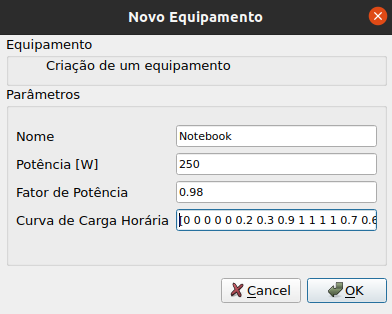 Novo Equipamento
Equipamento
Criação de um equipamento
Parâmetros
Nome Notebook
Potência [W] 250
Fator de Potência 0.98
Curva de Carga Horária [0 0 0 0 0 0.2 0.3 0.9 1 1 1 1 0.7 0.6
Cancel OK